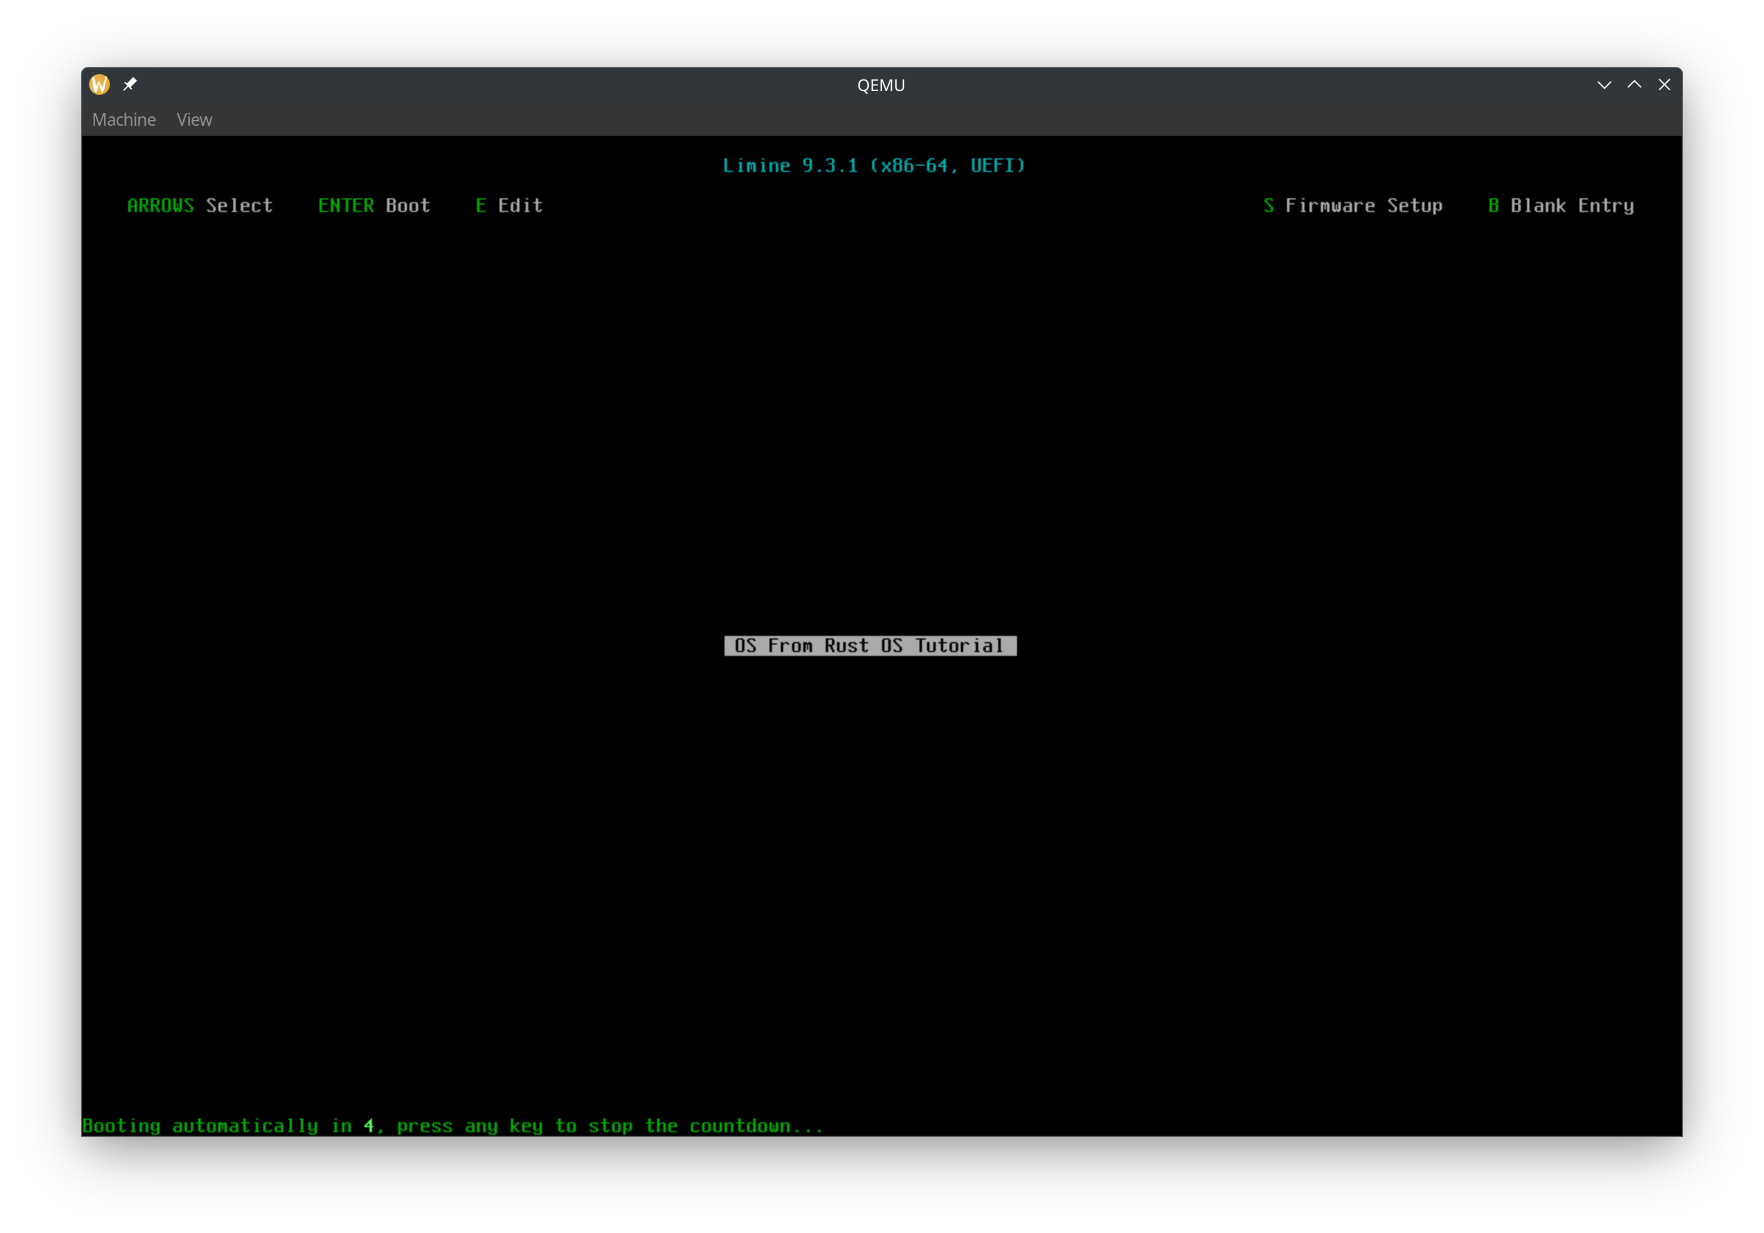 QEMU
Machine View
Limine 9.3.1 (x86-64, UEFI)
ARROWS Select ENTER Boot E Edit S Firmware Setup B Blank Entry
OS From Rust OS Tutorial
Booting automatically in 4, press any key to stop the countdown...